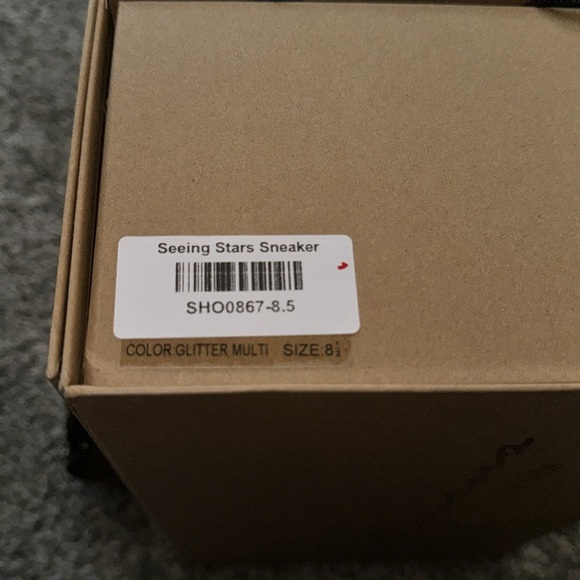 Seeing Stars Sneaker
SHO0867-8.5
COLOR:GLITTER MULTI SIZE:8½